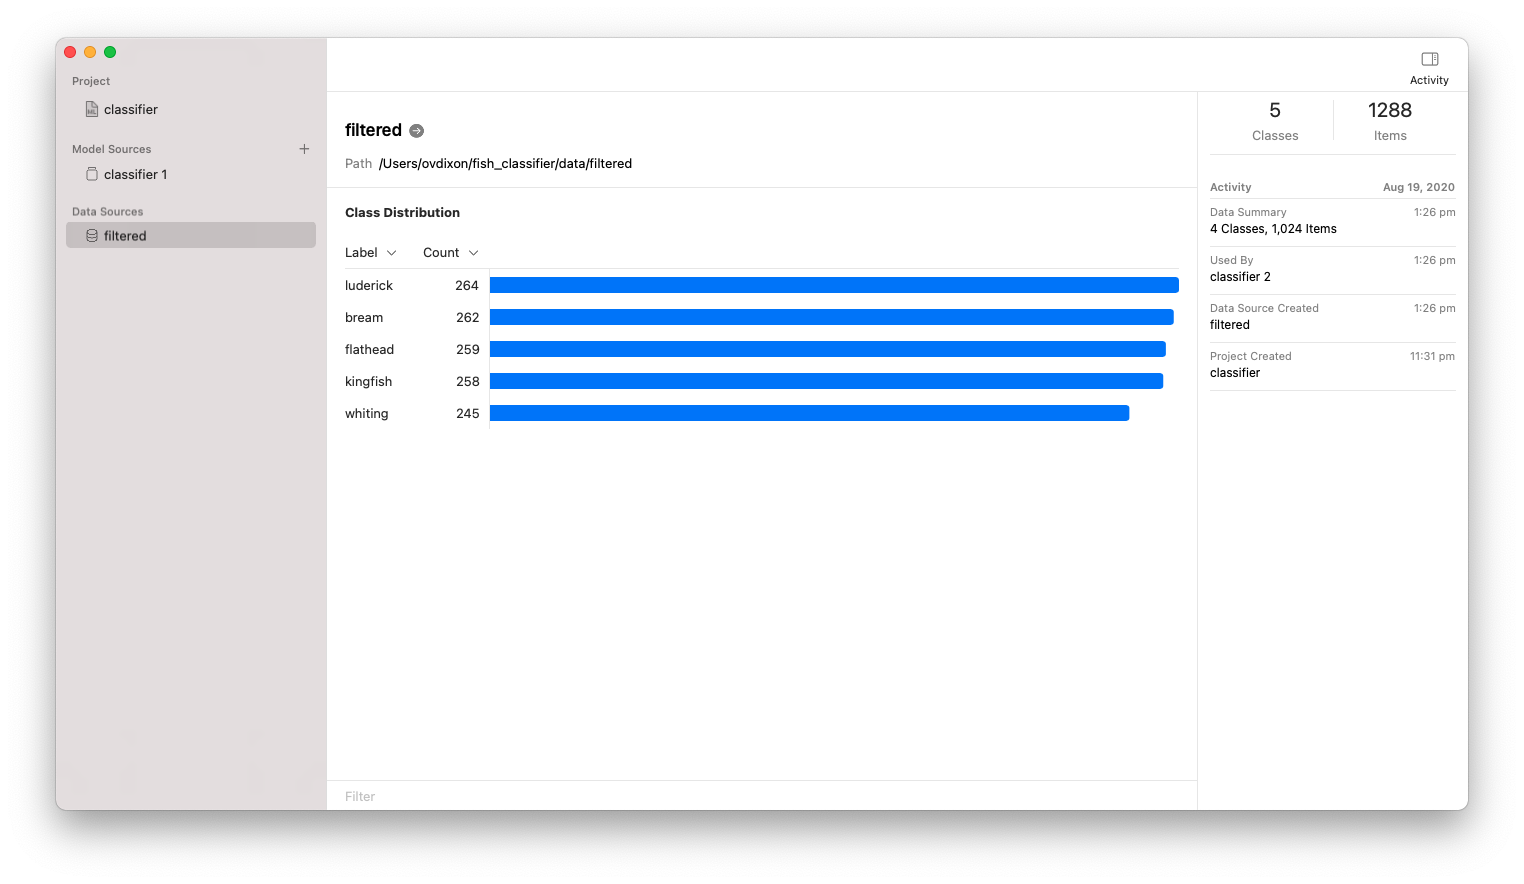 Project
classifier
Model Sources
classifier 1
Data Sources
filtered
Activity
filtered
Path /Users/ovdixon/fish_classifier/data/filtered
Class Distribution
Label Count
luderick 264
bream 262
flathead 259
kingfish 258
whiting 245
Filter
5 1288
Classes Items
Activity Aug 19, 2020
Data Summary 1:26 pm
4 Classes, 1,024 Items
Used By 1:26 pm
classifier 2
Data Source Created 1:26 pm
filtered
Project Created 11:31 pm
classifier